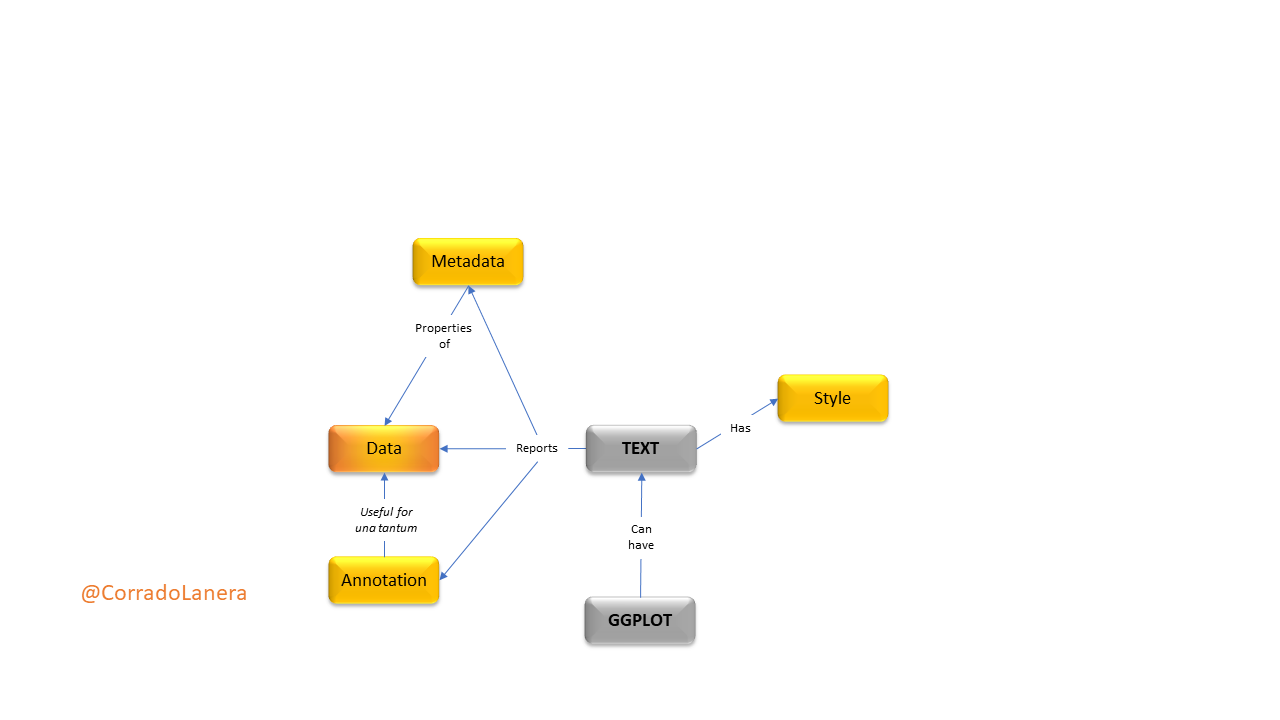 Metadata
Properties
of
Style
Has
Data
Reports
TEXT
Useful for
una tantum
Can
have
Annotation
@CorradoLanera
GGPLOT